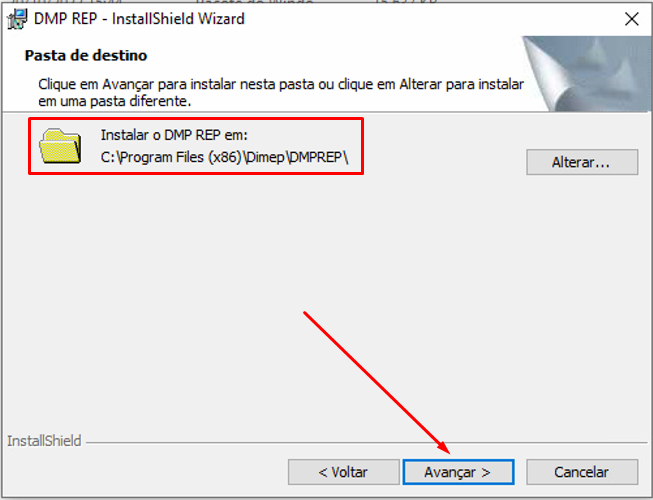 DMP REP - InstallShield Wizard
Pasta de destino
Clique em Avançar para instalar nesta pasta ou clique em Alterar para instalar
em uma pasta diferente.
Instalar o DMP REP em:
C:\Program Files (x86)\Dimep\DMPREP\
Alterar...
InstallShield
< Voltar
Avançar >
Cancelar